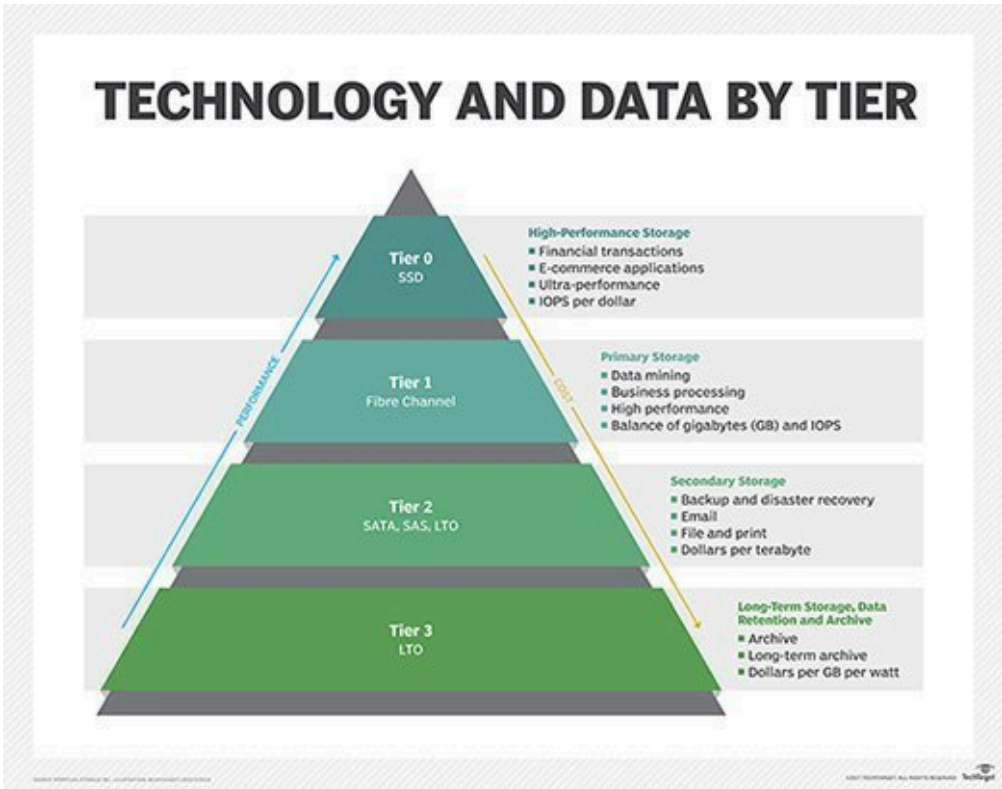 TECHNOLOGY AND DATA BY TIER
Tier 0
SSD
High-Performance Storage
Financial transactions
E-commerce applications
Ultra-performance
IOPS per dollar
PERFORMANCE
COST
Tier 1
Fibre Channel
Primary Storage
Data mining
Business processing
High performance
Balance of gigabytes (GB) and IOPS
Tier 2
SATA, SAS, LTO
Secondary Storage
Backup and disaster recovery
Email
File and print
Dollars per terabyte
Tier 3
LTO
Long-Term Storage, Data
Retention and Archive
Archive
Long-term archive
Dollars per GB per watt
TechTarget